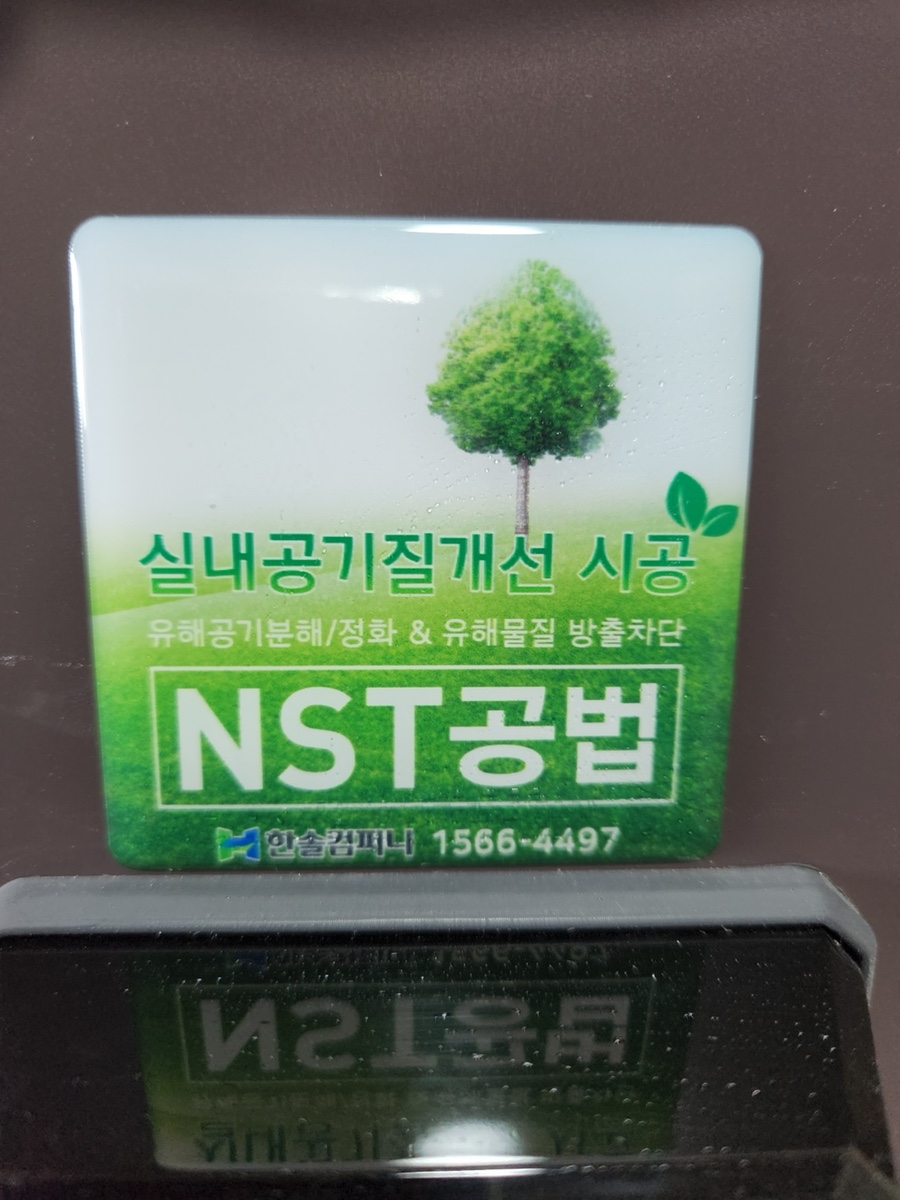 실내공기질개선 시공
유해공기분해/정화 & 유해물질 방출차단
NST공법
한솔컴퍼니 1566-4497